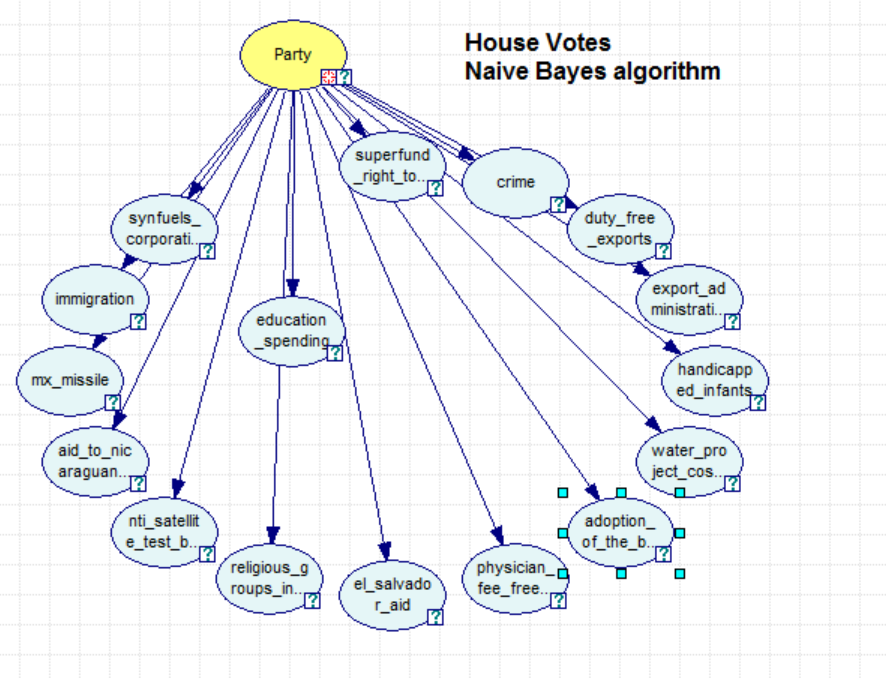 House Votes
Naive Bayes algorithm
Party
?
superfund
_right_to...
?
crime
?
synfuels_
corporati...
?
duty_free
_exports
?
immigration
?
export_ad
ministrati...
?
education
_spending
?
mx_missile
?
handicapp
ed_infants
?
aid_to_nic
araguan...
?
water_pro
ject_cos...
?
nti_satellit
e_test_b...
?
adoption_
of_the_b...
?
religious_g
roups_in...
?
el_salvado
r_aid
?
physician_
fee_free...
?